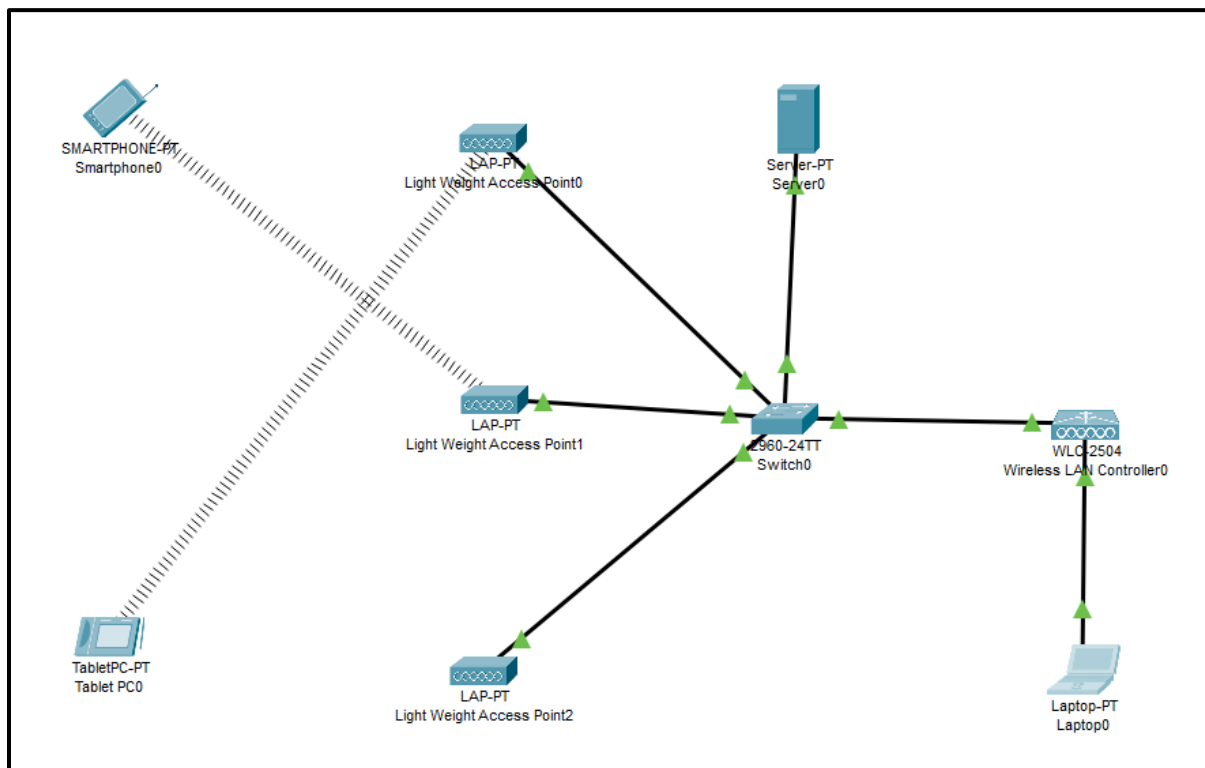 SMARTPHONE-PT
Smartphone0
LAP-PT
Light Weight Access Point0
Server-PT
Server0
LAP-PT
Light Weight Access Point1
2960-24TT
Switch0
WLC-2504
Wireless LAN Controller0
TabletPC-PT
Tablet PC0
LAP-PT
Light Weight Access Point2
Laptop-PT
Laptop0